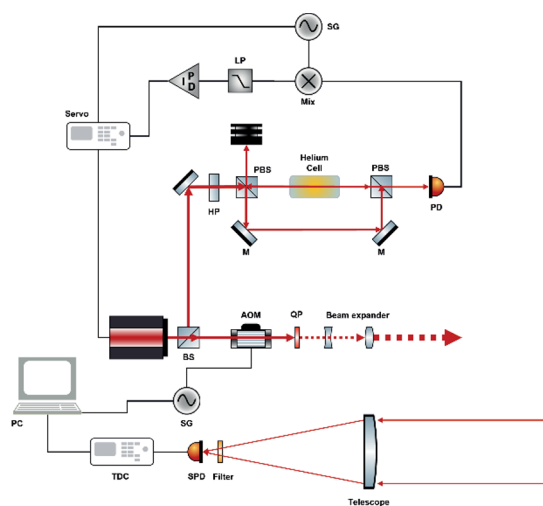 SG
LP
P
I
D
Mix
Servo
PBS
Helium
Cell
PBS
HP
PD
M
M
AOM
QP
Beam expander
BS
PC
SG
TDC
SPD
Filter
Telescope